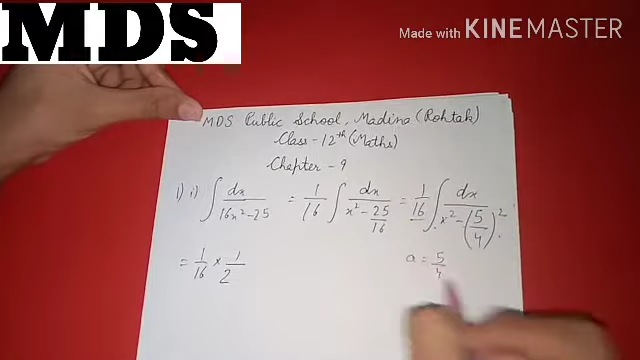 MDS
Made with KINEMASTER
MDS Public School, Madina (Rohtak)
Class - 12th (Maths)
Chapter - 9
1) i) ∫ dx/(16x² - 25) = 1/16 ∫ dx/(x² - 25/16) = 1/16 ∫ dx/(x² - (5/4)²)
= 1/16 × 1/2
a = 5/4